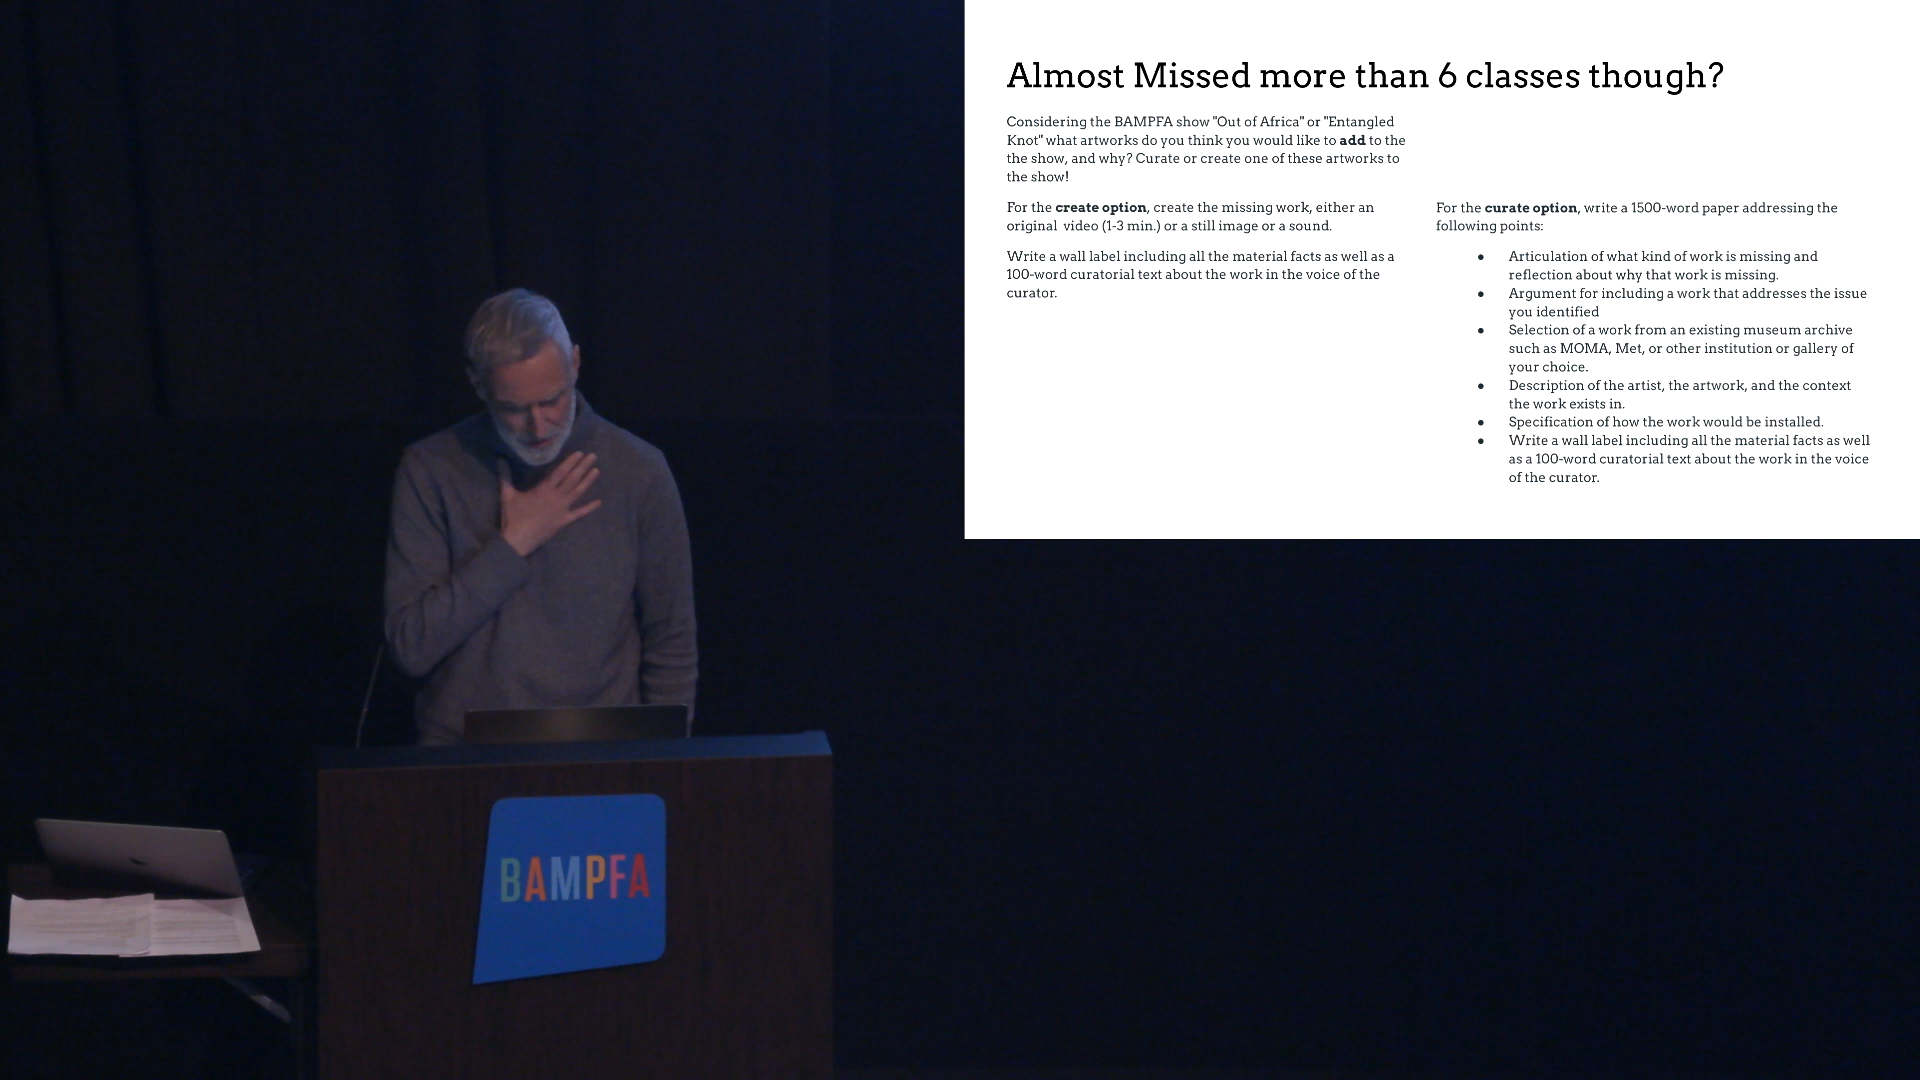 Almost Missed more than 6 classes though?
Considering the BAMPFA show "Out of Africa" or "Entangled
Knot" what artworks do you think you would like to add to the
the show, and why? Curate or create one of these artworks to
the show!
For the create option, create the missing work, either an
original video (1-3 min.) or a still image or a sound.
Write a wall label including all the material facts as well as a
100-word curatorial text about the work in the voice of the
curator.
For the curate option, write a 1500-word paper addressing the
following points:
● Articulation of what kind of work is missing and
reflection about why that work is missing.
● Argument for including a work that addresses the issue
you identified
● Selection of a work from an existing museum archive
such as MOMA, Met, or other institution or gallery of
your choice.
● Description of the artist, the artwork, and the context
the work exists in.
● Specification of how the work would be installed.
● Write a wall label including all the material facts as well
as a 100-word curatorial text about the work in the voice
of the curator.
BAMPFA